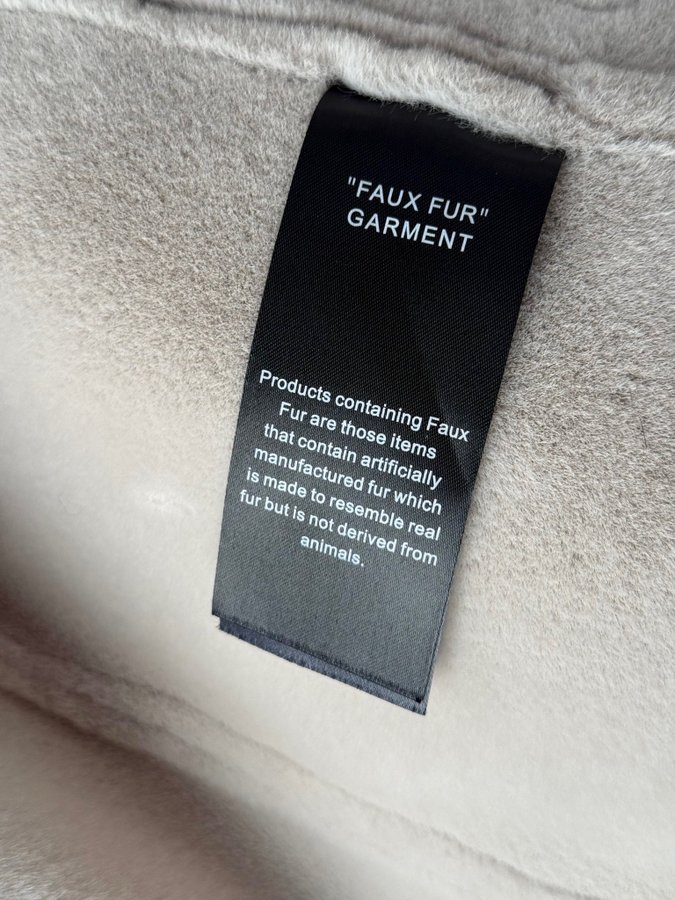 "FAUX FUR"
GARMENT
Products containing Faux
Fur are those items
that contain artificially
manufactured fur which
is made to resemble real
fur but is not derived from
animals.